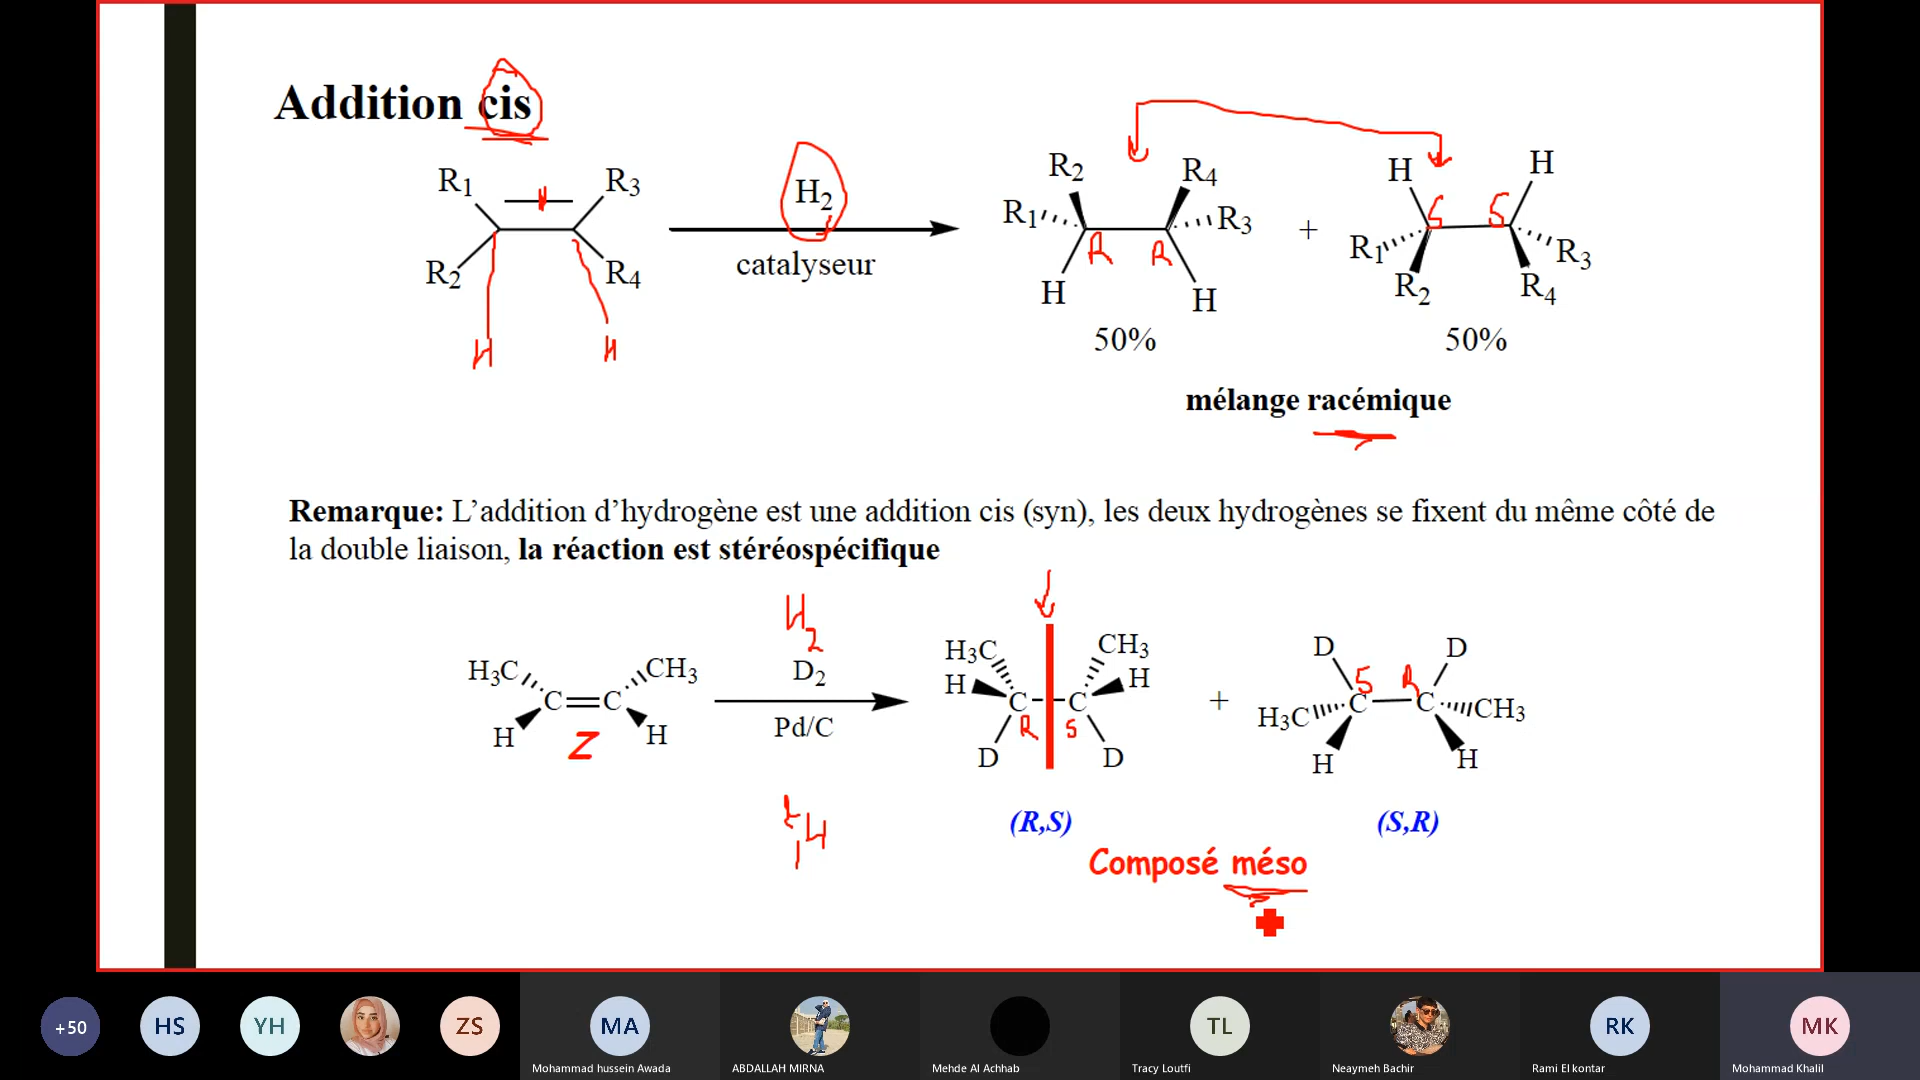 Addition cis
R1 R3
R2 R4
H H
H2
catalyseur
R2 R4
R1 R3
R R
H H
50%
+
H H
S S
R1 R3
R2 R4
50%
mélange racémique
Remarque: L’addition d’hydrogène est une addition cis (syn), les deux hydrogènes se fixent du même côté de
la double liaison, la réaction est stéréospécifique
H3C CH3
C=C
H Z H
H2
D2
Pd/C
2
1H
H3C CH3
H H
C C
R S
D D
(R,S)
+
D D
S R
C C
H3C CH3
H H
(S,R)
Composé méso
+50
HS
YH
ZS
MA
Mohammad hussein Awada
ABDALLAH MIRNA
Mehde Al Achhab
TL
Tracy Loutfi
Neaymeh Bachir
RK
Rami El kontar
MK
Mohammad Khalil